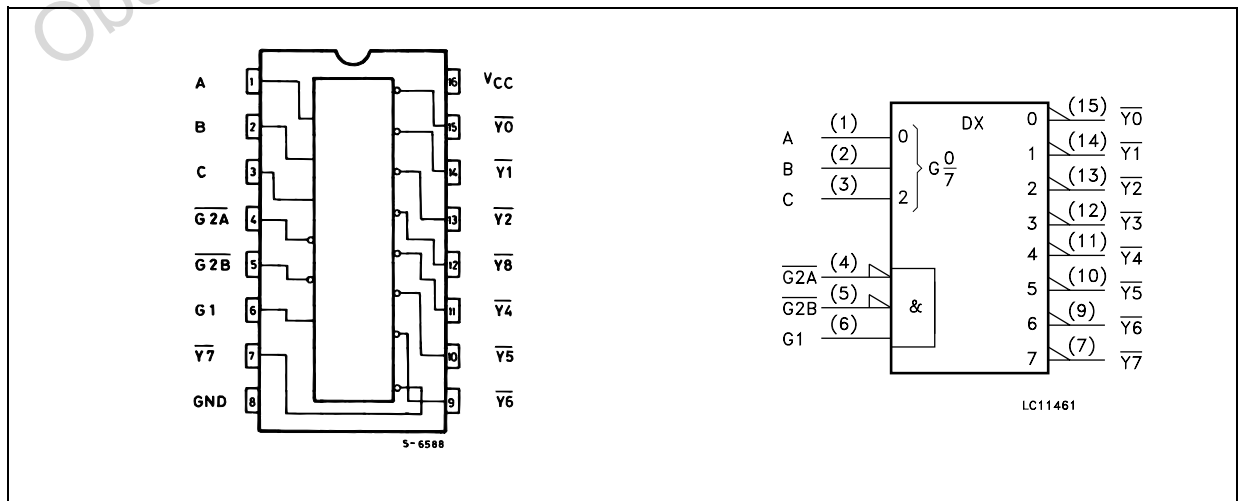 Obs
A 1 16 VCC
B 2 15 Y0
C 3 14 Y1
G2A 4 13 Y2
G2B 5 12 Y8
G1 6 11 Y4
Y7 7 10 Y5
GND 8 9 Y6
S-6588
DX
A (1) 0
B (2) G 0/7
C (3) 2
G2A (4)
G2B (5) &
G1 (6)
0 (15) Y0
1 (14) Y1
2 (13) Y2
3 (12) Y3
4 (11) Y4
5 (10) Y5
6 (9) Y6
7 (7) Y7
LC11461